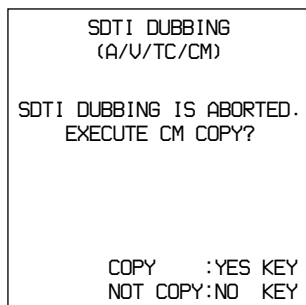 SDTI DUBBING
(A/V/TC/CM)
SDTI DUBBING IS ABORTED.
EXECUTE CM COPY?
COPY :YES KEY
NOT COPY:NO KEY